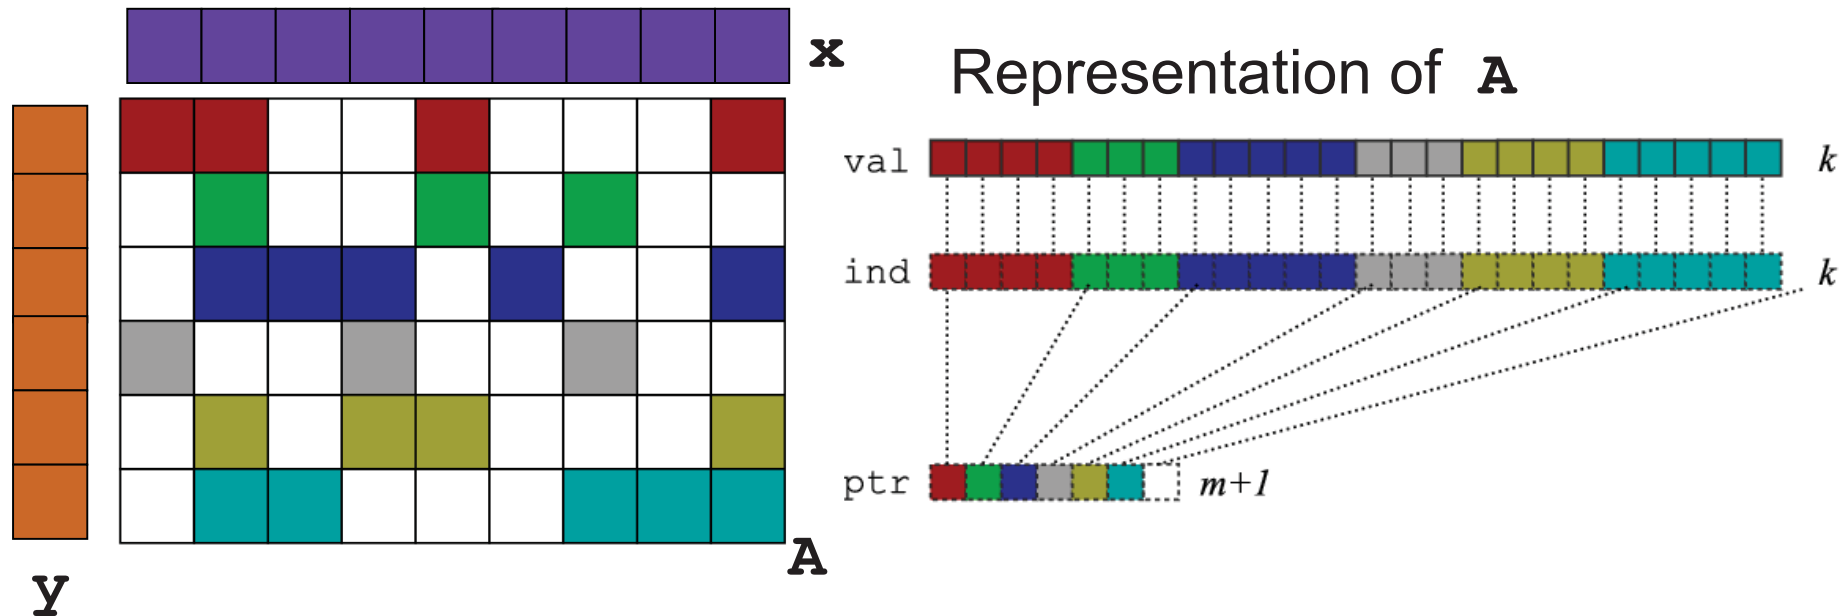 x
Representation of A
val k
ind k
ptr m+1
A
y